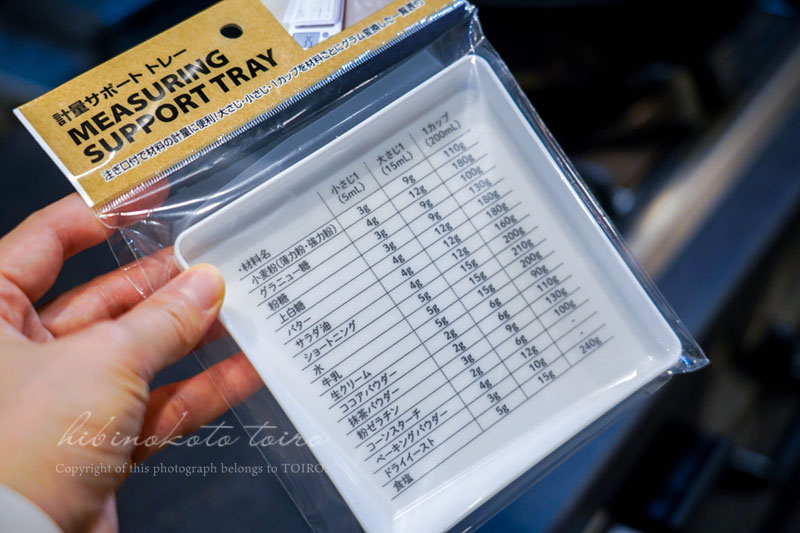 計量サポートトレー
MEASURING
SUPPORT TRAY
注ぎ口付で材料の計量に便利!大さじ・小さじ・1カップを材料ごとにグラム変換した一覧表の
・材料名 小さじ1(5mL) 大さじ1(15mL) 1カップ(200mL)
小麦粉(薄力粉・強力粉) 3g 9g 110g
グラニュー糖 4g 12g 180g
粉糖 3g 9g 100g
上白糖 3g 9g 130g
バター 4g 12g 180g
サラダ油 4g 12g 180g
ショートニング 4g 12g 160g
水 5g 15g 200g
牛乳 5g 15g 210g
生クリーム 5g 15g 200g
ココアパウダー 2g 6g 90g
抹茶パウダー 2g 6g 110g
粉ゼラチン 3g 9g 130g
コーンスターチ 2g 6g 100g
ベーキングパウダー 4g 12g -
ドライイースト 3g 10g -
食塩 5g 15g 240g
hibinokoto toiro
Copyright of this photograph belongs to TOIRO.